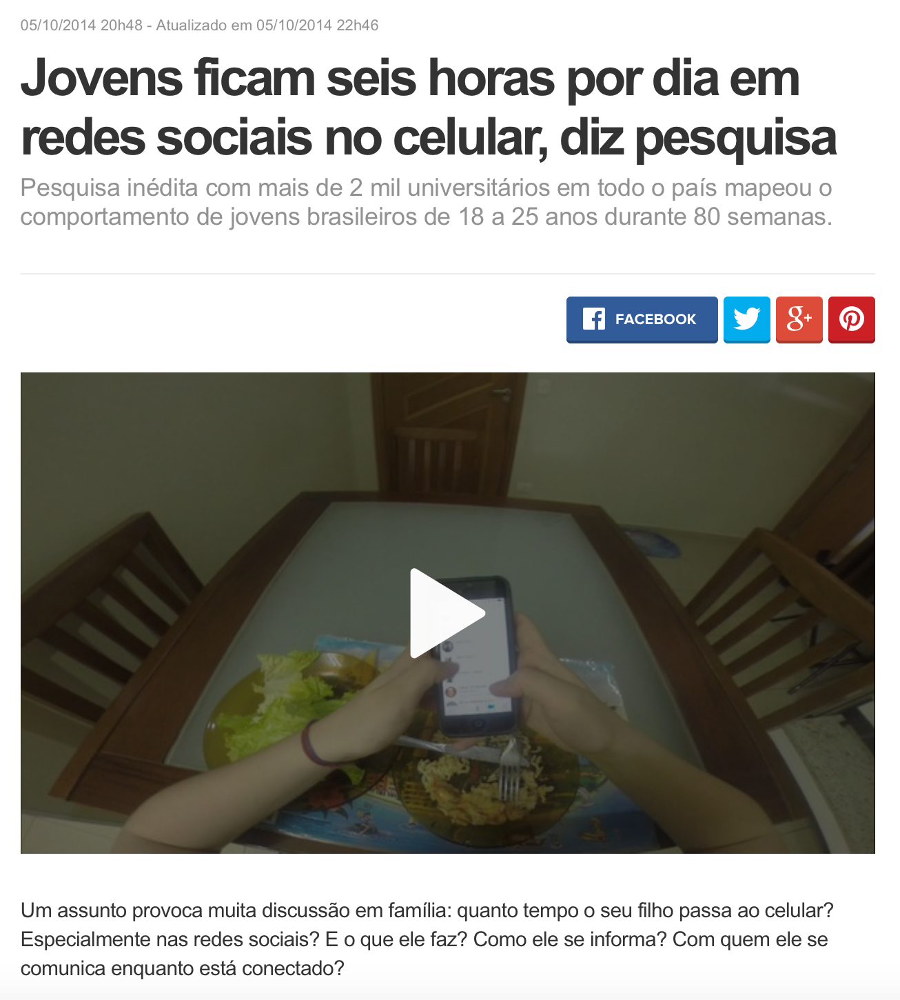 05/10/2014 20h48 - Atualizado em 05/10/2014 22h46
Jovens ficam seis horas por dia em
redes sociais no celular, diz pesquisa
Pesquisa inédita com mais de 2 mil universitários em todo o país mapeou o
comportamento de jovens brasileiros de 18 a 25 anos durante 80 semanas.
FACEBOOK
Um assunto provoca muita discussão em família: quanto tempo o seu filho passa ao celular?
Especialmente nas redes sociais? E o que ele faz? Como ele se informa? Com quem ele se
comunica enquanto está conectado?